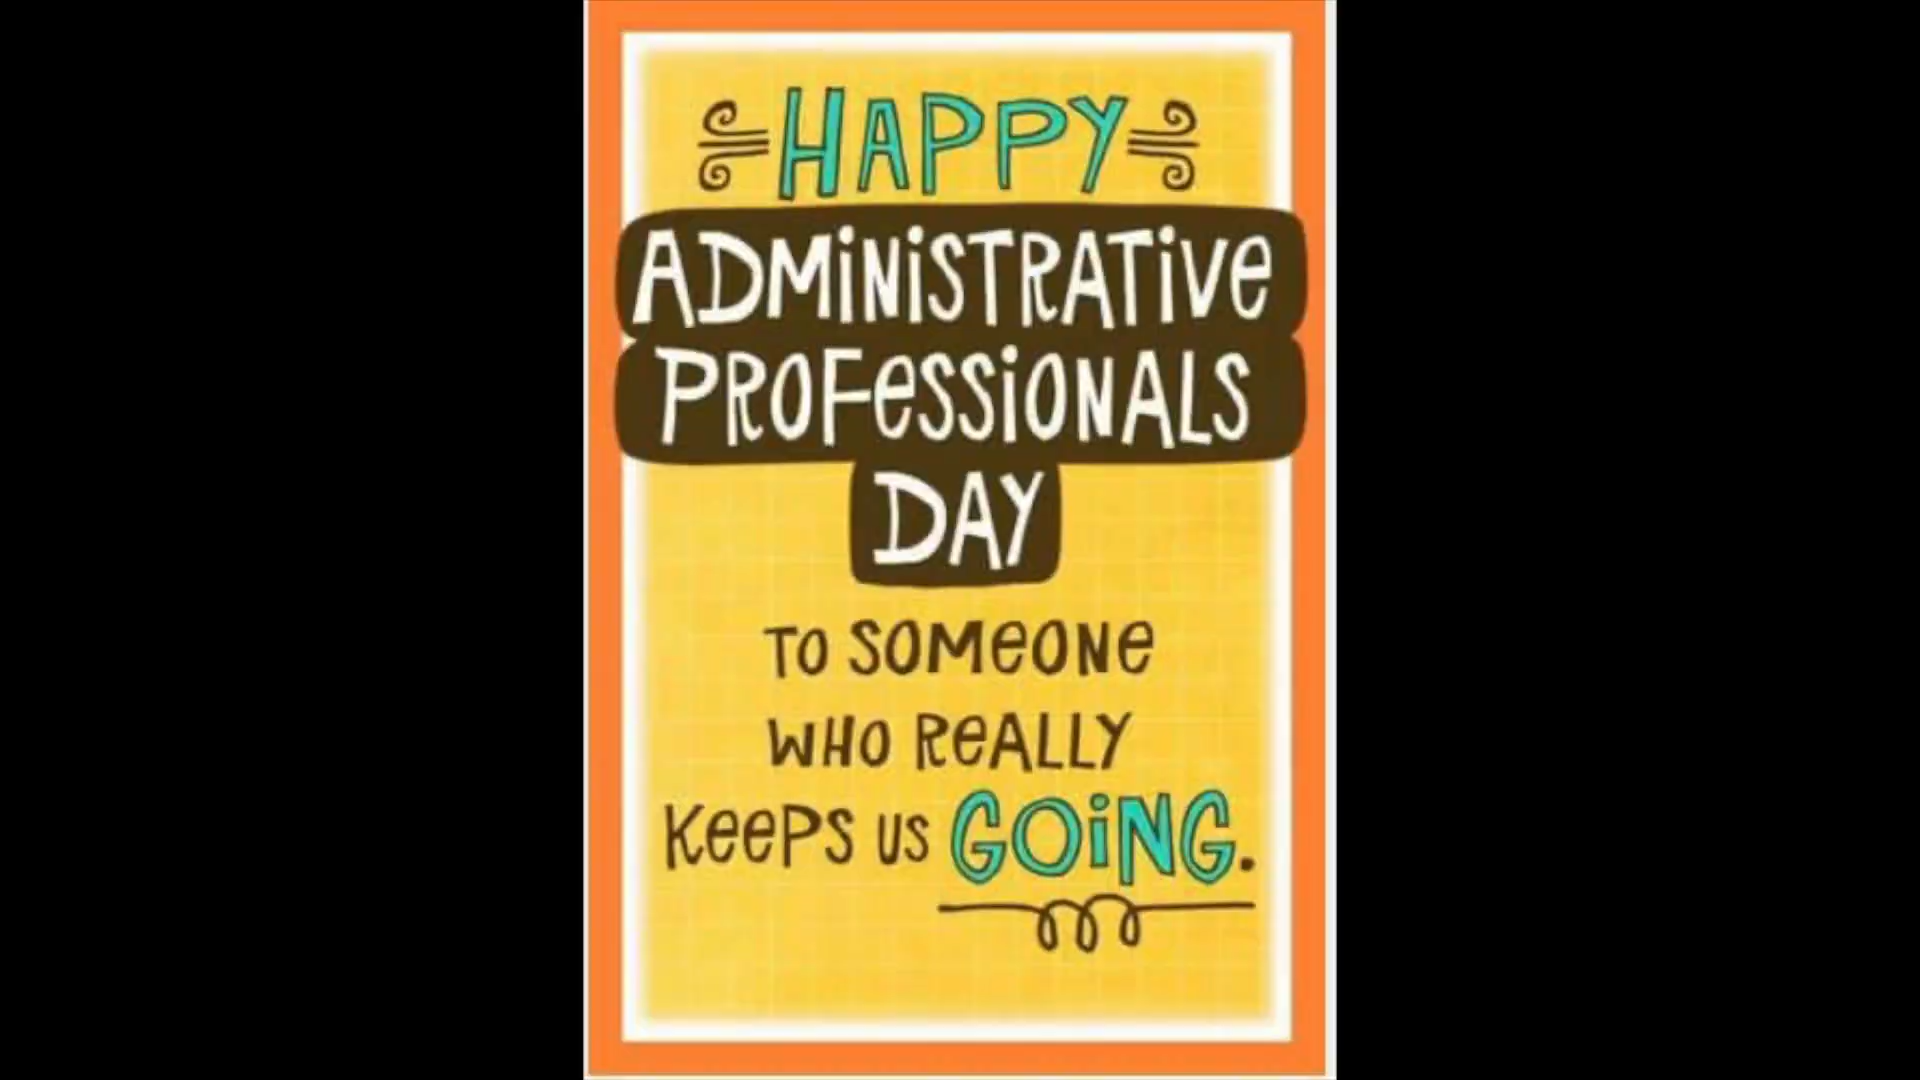 HAPPY
ADMiNiSTRATiVe
PROFeSSiONALS
DAY
TO SOMeONe
WHO ReALLY
KeePS US GOiNG.